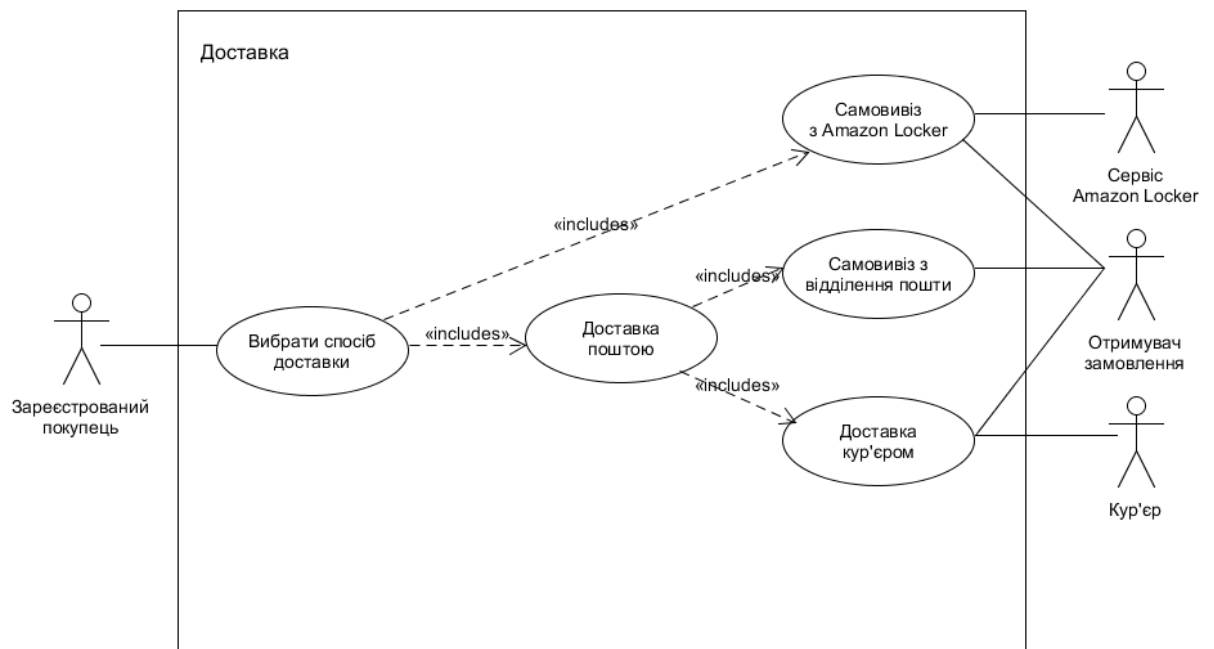 Доставка
Самовивіз
з Amazon Locker
Сервіс
Amazon Locker
«includes»
Самовивіз з
відділення пошти
«includes»
Отримувач
замовлення
Зареєстрований
покупець
Вибрати спосіб
доставки
«includes»
Доставка
поштою
«includes»
Доставка
кур'єром
Кур'єр